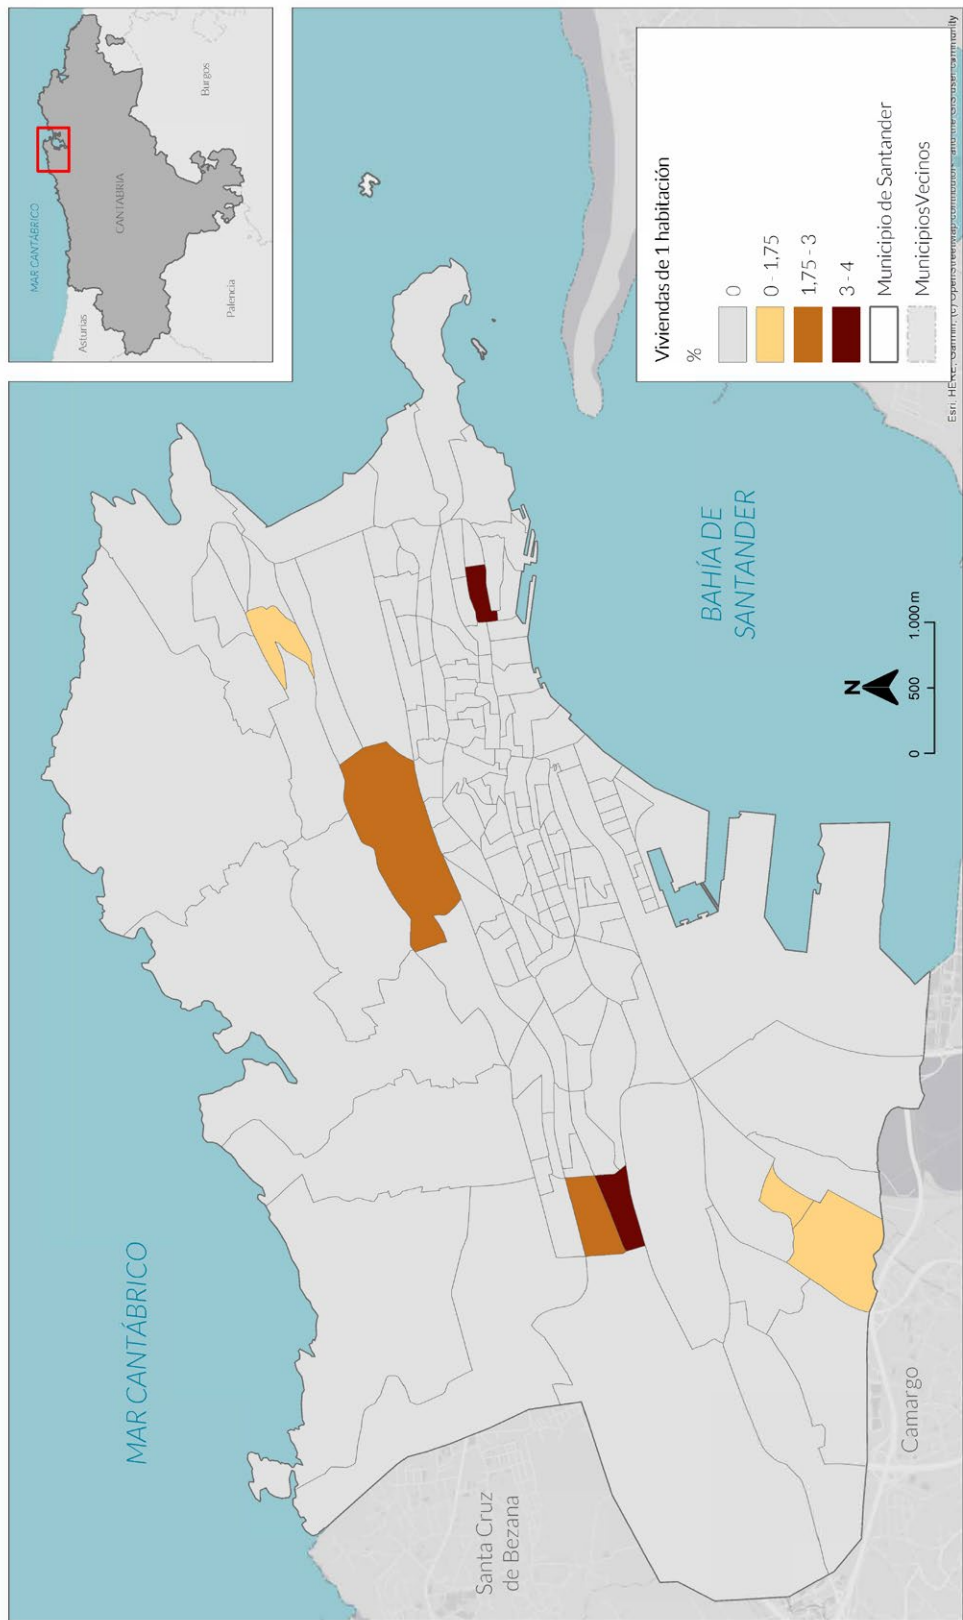 MAR CANTÁBRICO
Asturias
CANTABRIA
Burgos
Palencia
MAR CANTÁBRICO
Santa Cruz
de Bezana
Camargo
BAHÍA DE
SANTANDER
N
0 500 1.000 m
Viviendas de 1 habitación
%
0
0 - 1,75
1,75 - 3
3 - 4
Municipio de Santander
MunicipiosVecinos
Esri, HERE, Garmin, (c) OpenStreetMap contributors, and the GIS user community